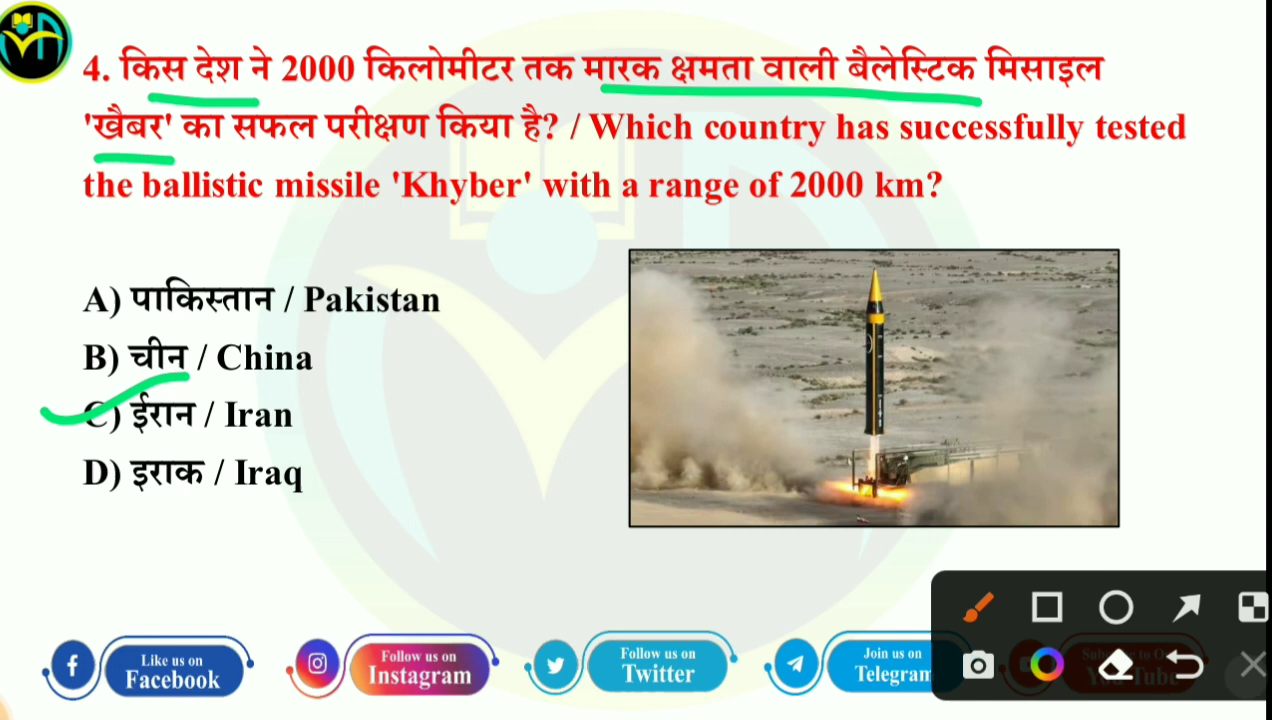 4. किस देश ने 2000 किलोमीटर तक मारक क्षमता वाली बैलेस्टिक मिसाइल
'खैबर' का सफल परीक्षण किया है? / Which country has successfully tested
the ballistic missile 'Khyber' with a range of 2000 km?
A) पाकिस्तान / Pakistan
B) चीन / China
C) ईरान / Iran
D) इराक / Iraq
Like us on
Facebook
Follow us on
Instagram
Follow us on
Twitter
Join us on
Telegram